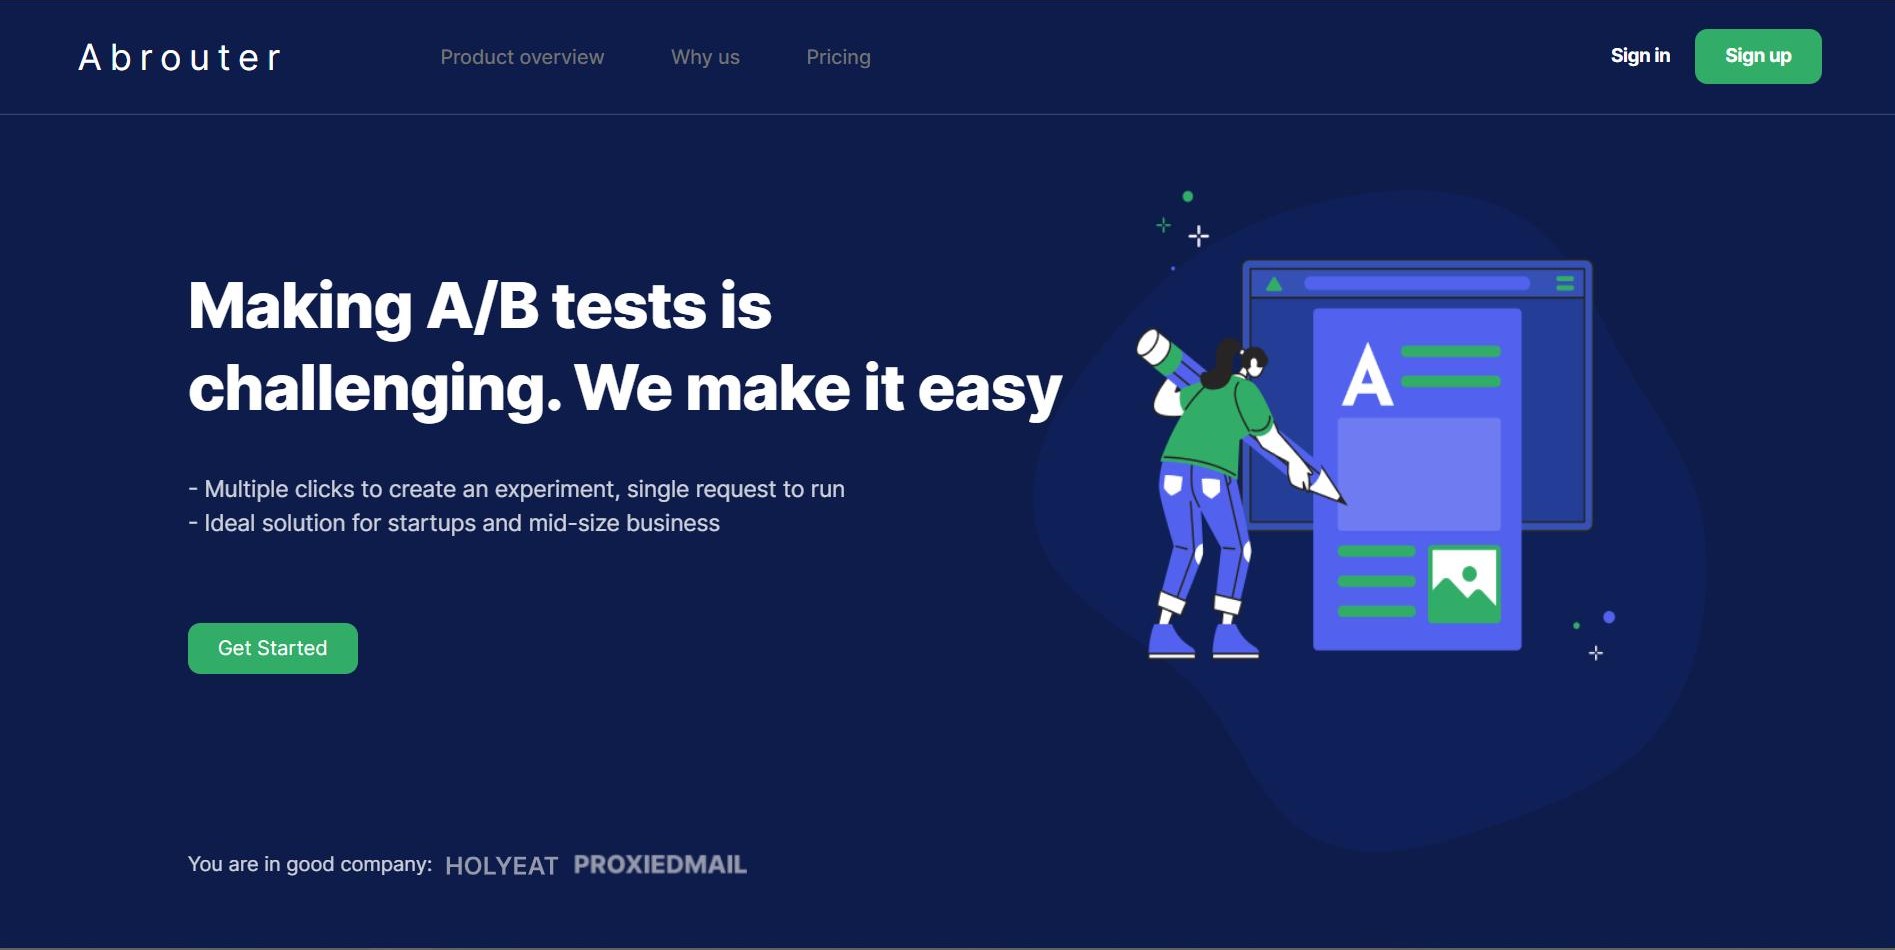 Abrouter
Product overview
Why us
Pricing
Sign in
Sign up
Making A/B tests is
challenging. We make it easy
- Multiple clicks to create an experiment, single request to run
- Ideal solution for startups and mid-size business
Get Started
A
You are in good company: HOLYEAT PROXIEDMAIL